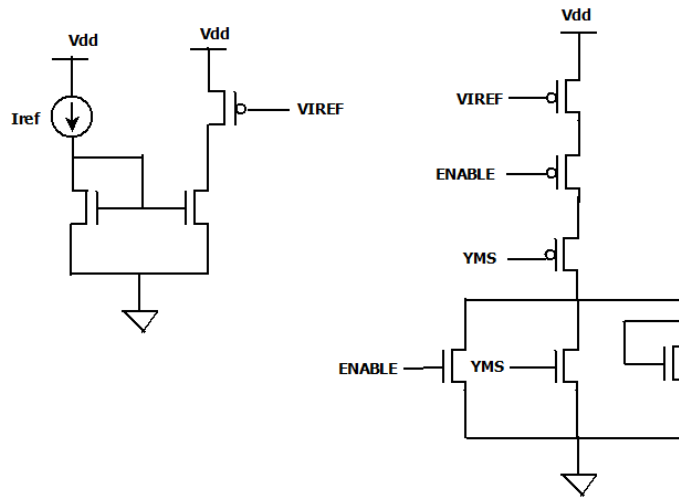 Vdd
Vdd
Iref
VIREF
Vdd
VIREF
ENABLE
YMS
ENABLE
YMS